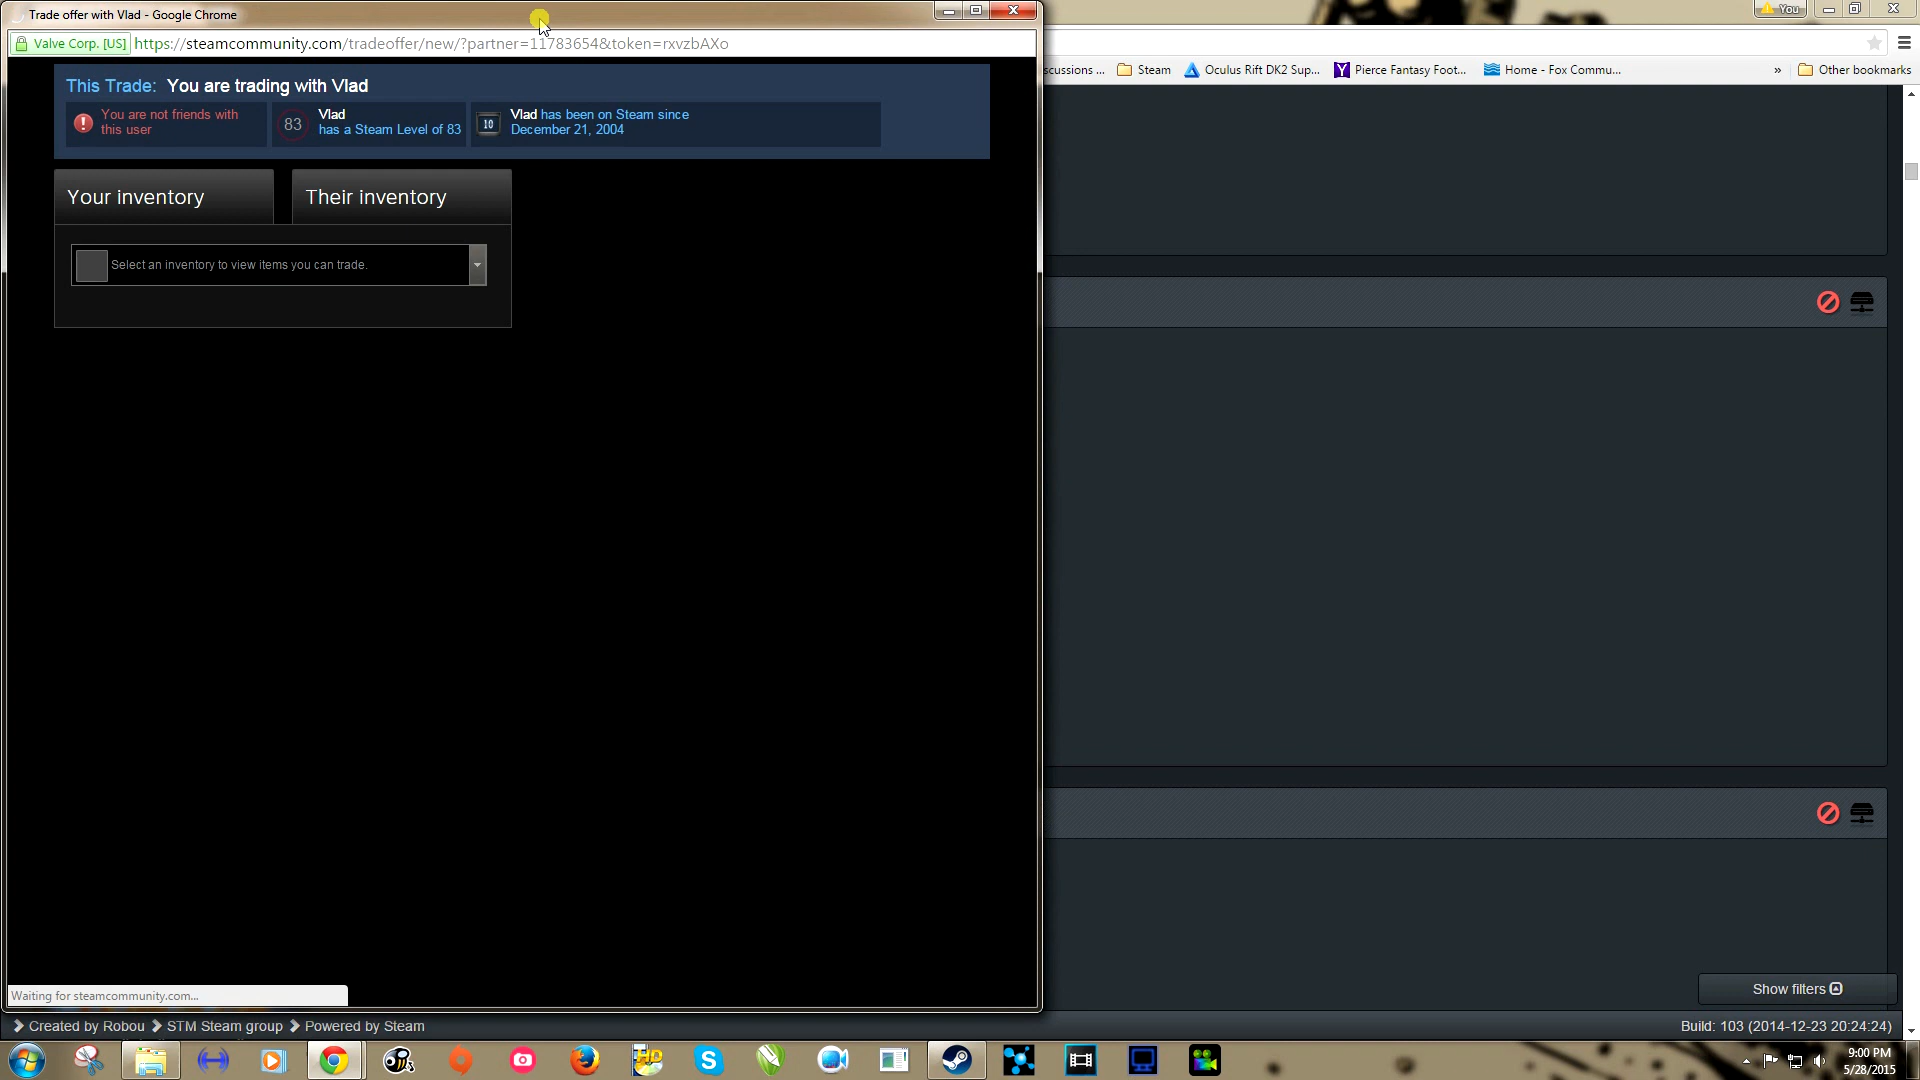 Trade offer with Vlad - Google Chrome
You
Valve Corp. [US] https://steamcommunity.com/tradeoffer/new/?partner=11783654&token=rxvzbAXo
scussions ... Steam Oculus Rift DK2 Sup... Pierce Fantasy Foot... Home - Fox Commu... » Other bookmarks
This Trade: You are trading with Vlad
You are not friends with
this user
83
Vlad
has a Steam Level of 83
10
Vlad has been on Steam since
December 21, 2004
Your inventory Their inventory
Select an inventory to view items you can trade.
Waiting for steamcommunity.com...
Show filters
Created by Robou STM Steam group Powered by Steam
Build: 103 (2014-12-23 20:24:24)
HD
9:00 PM
5/28/2015